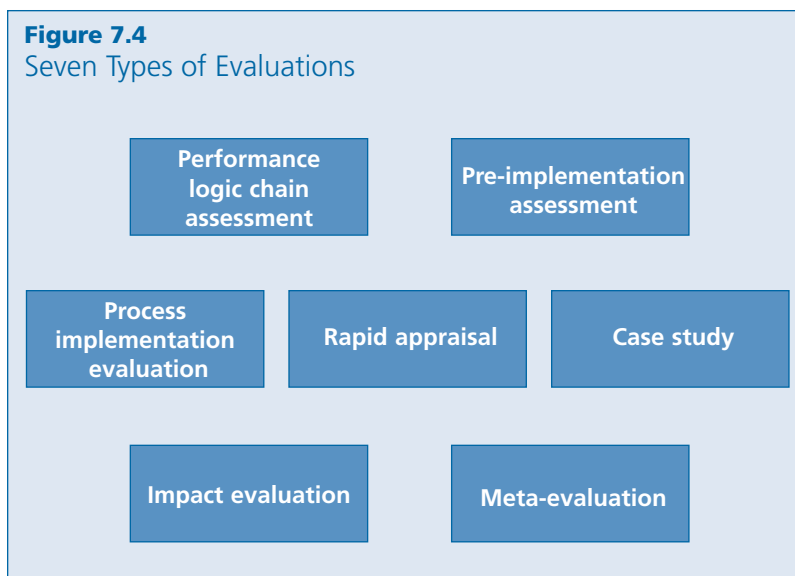 Figure 7.4
Seven Types of Evaluations
Performance
logic chain
assessment
Pre-implementation
assessment
Process
implementation
evaluation
Rapid appraisal
Case study
Impact evaluation
Meta-evaluation